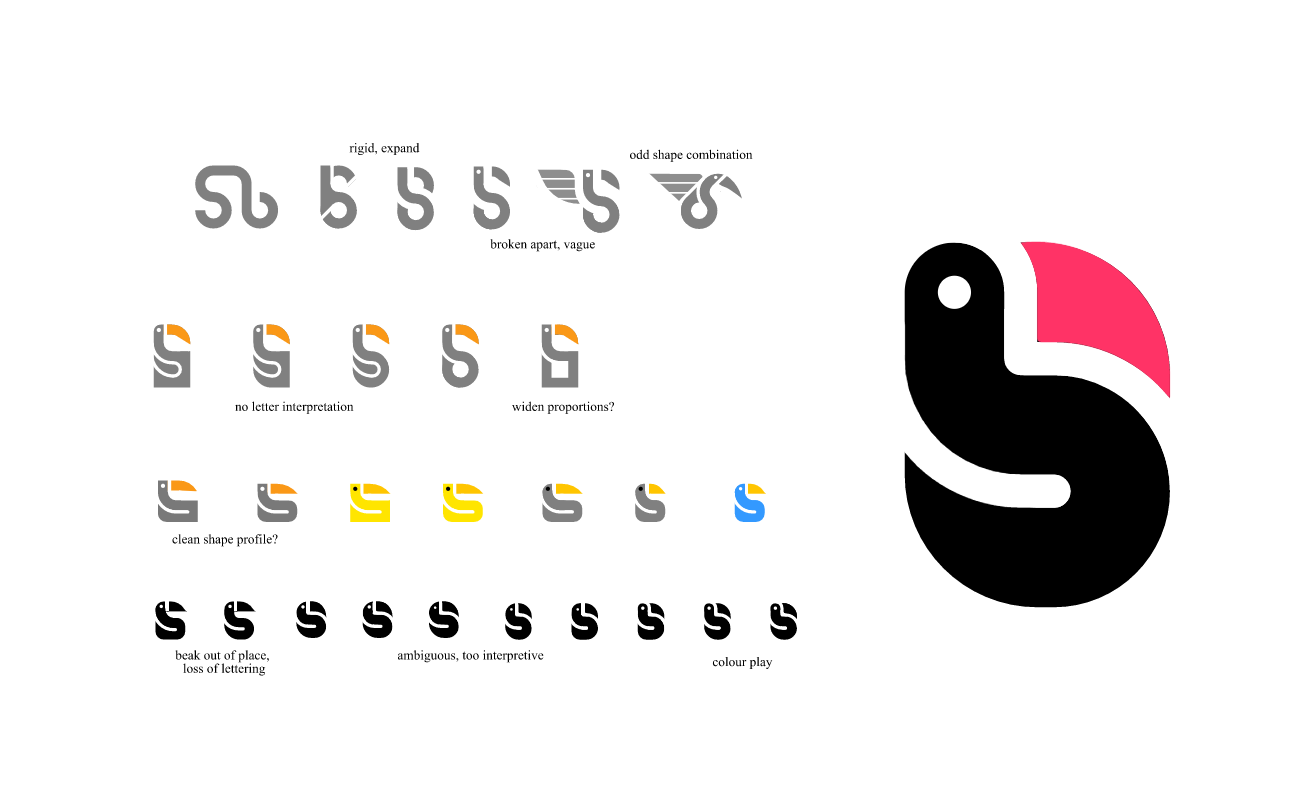 rigid, expand
odd shape combination
broken apart, vague
no letter interpretation
widen proportions?
clean shape profile?
beak out of place,
loss of lettering
ambiguous, too interpretive
colour play